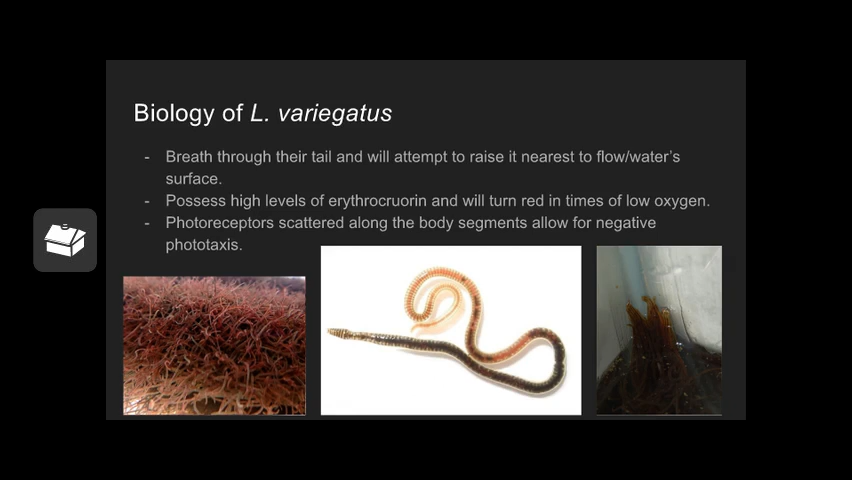 Biology of L. variegatus
- Breath through their tail and will attempt to raise it nearest to flow/water's
surface.
- Possess high levels of erythrocruorin and will turn red in times of low oxygen.
- Photoreceptors scattered along the body segments allow for negative
phototaxis.